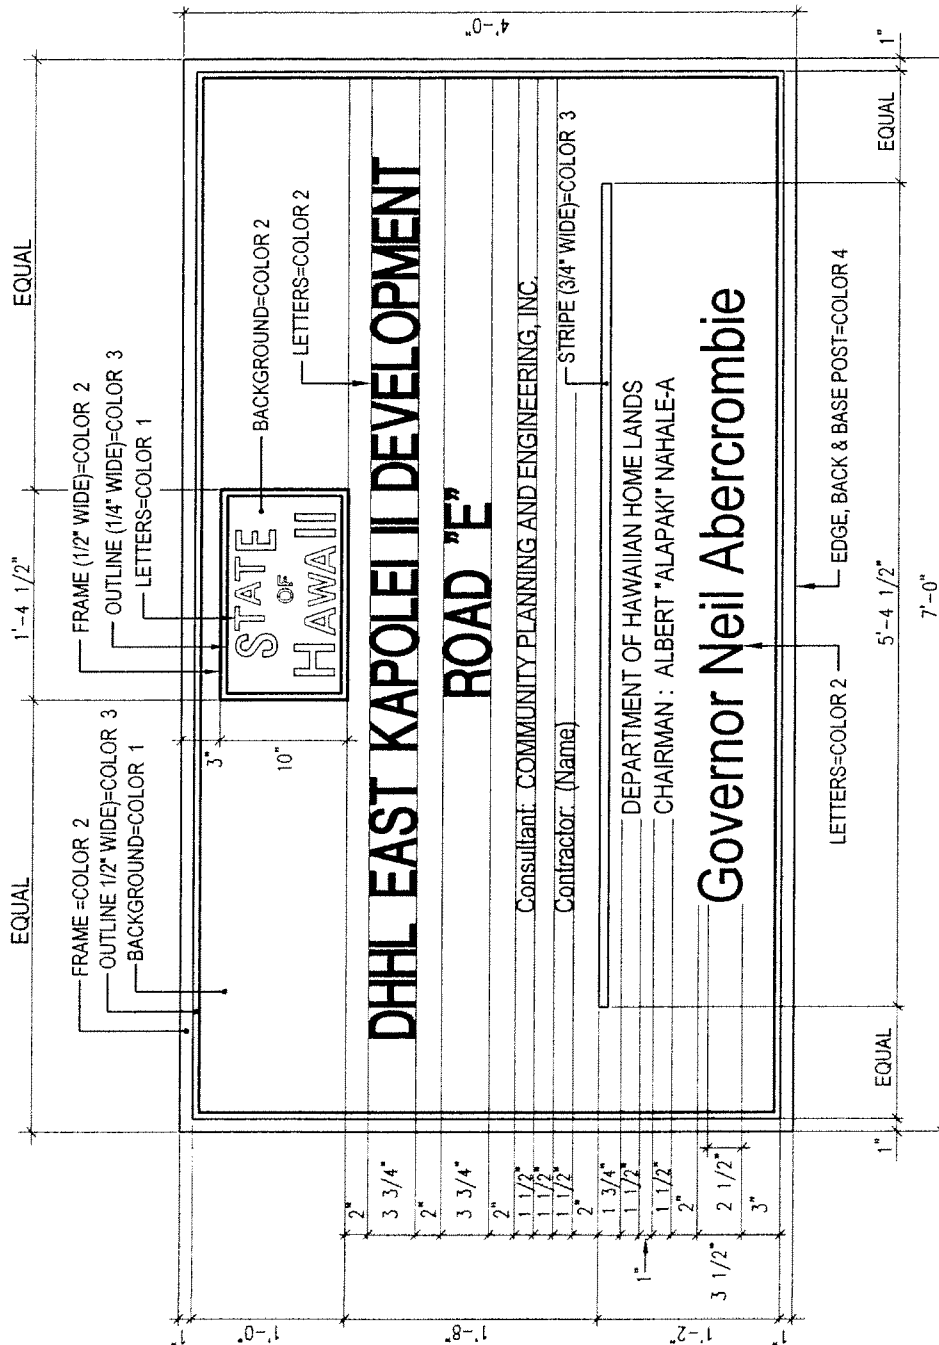 EQUAL
1'-4 1/2"
EQUAL
FRAME =COLOR 2
OUTLINE 1/2" WIDE)=COLOR 3
BACKGROUND=COLOR 1
FRAME (1/2" WIDE)=COLOR 2
OUTLINE (1/4" WIDE)=COLOR 3
LETTERS=COLOR 1
BACKGROUND=COLOR 2
LETTERS=COLOR 2
3"
10"
STATE
OF
HAWAII
DHHL EAST KAPOLEI II DEVELOPMENT
ROAD "E"
Consultant: COMMUNITY PLANNING AND ENGINEERING, INC.
Contractor: (Name)
STRIPE (3/4" WIDE)=COLOR 3
DEPARTMENT OF HAWAIIAN HOME LANDS
CHAIRMAN : ALBERT "ALAPAKI" NAHALE-A
Governor Neil Abercrombie
LETTERS=COLOR 2
EDGE, BACK & BASE POST=COLOR 4
1"
EQUAL
5'-4 1/2"
EQUAL
1"
7'-0"
4'-0"
2"
3 3/4"
2"
3 3/4"
2"
1 1/2"
1 1/2"
1 1/2"
2"
1 3/4"
1 1/2"
1"
1 1/2"
2"
2 1/2"
3 1/2"
3"
1"
1'-0"
1'-8"
1'-2"
1"